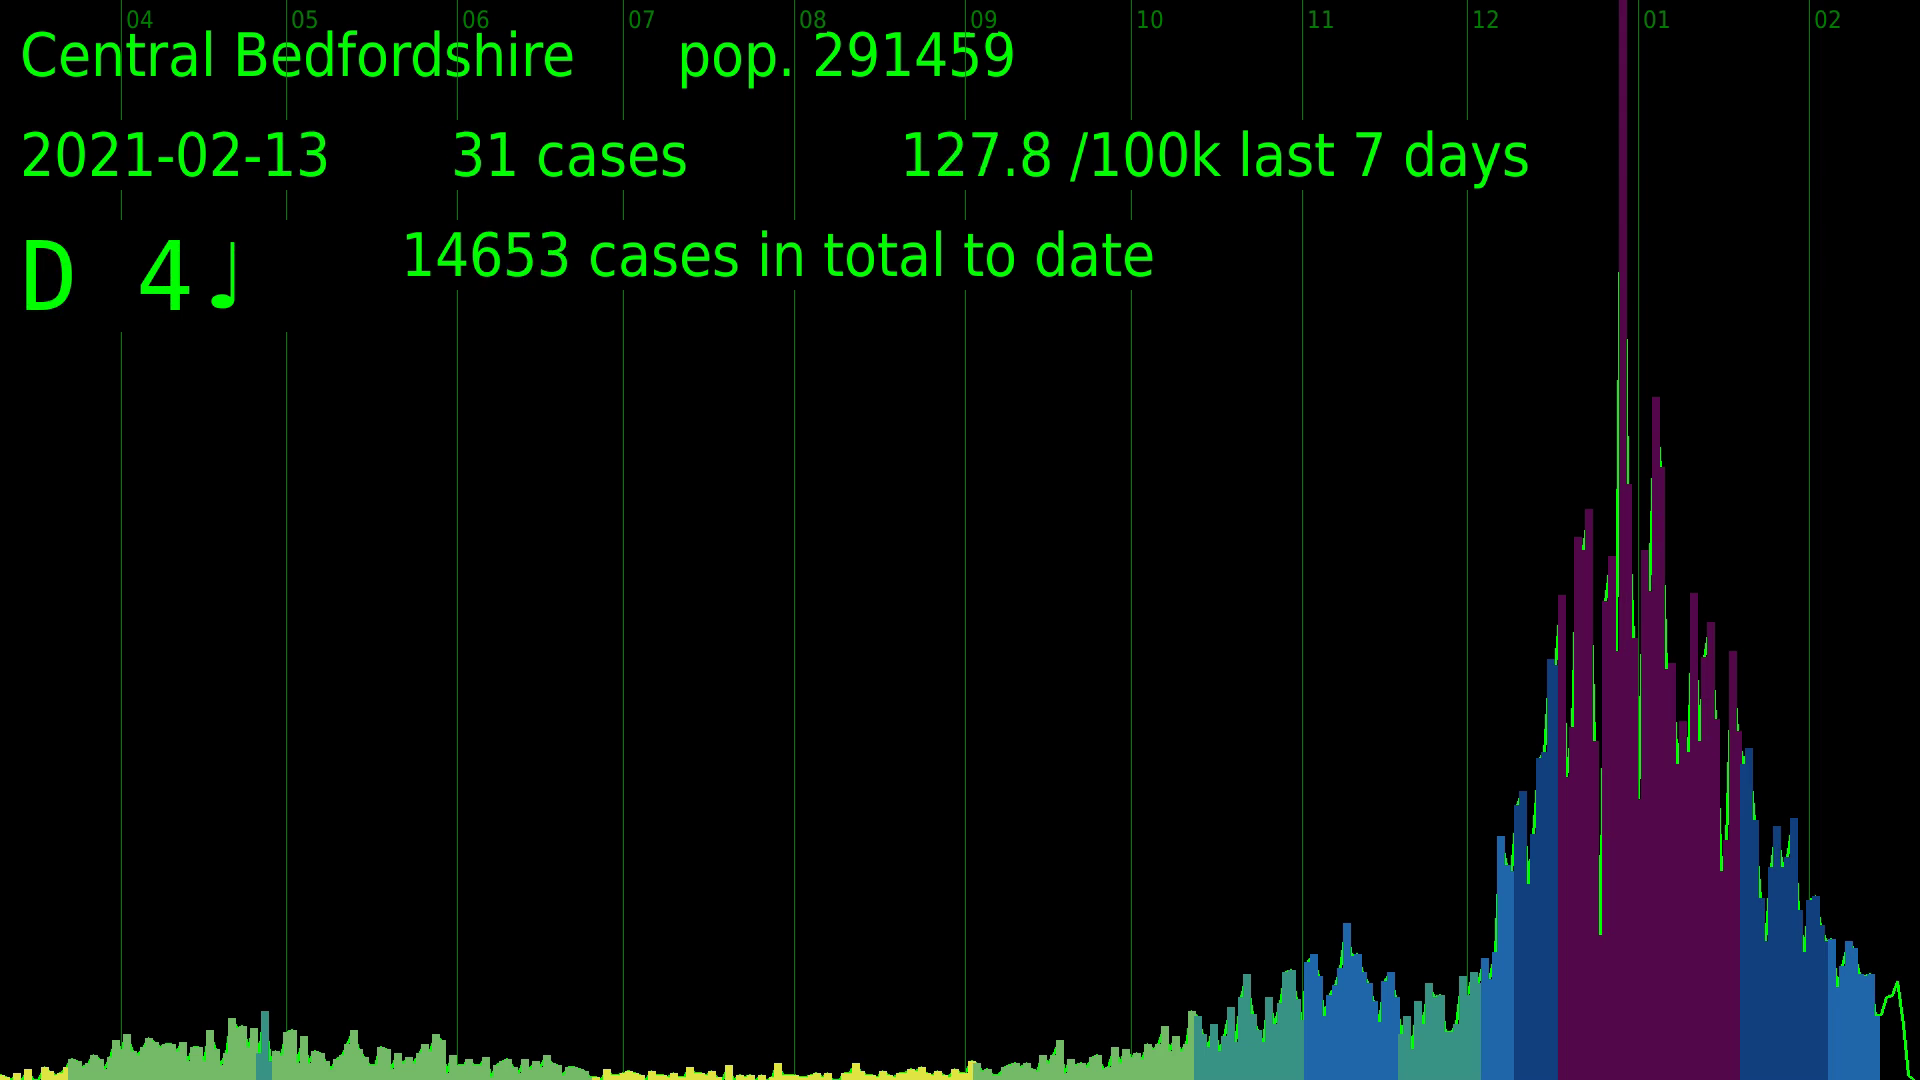 04 05 06 07 08 09 10 11 12 01 02
Central Bedfordshire pop. 291459
2021-02-13 31 cases 127.8 /100k last 7 days
D 4♩ 14653 cases in total to date